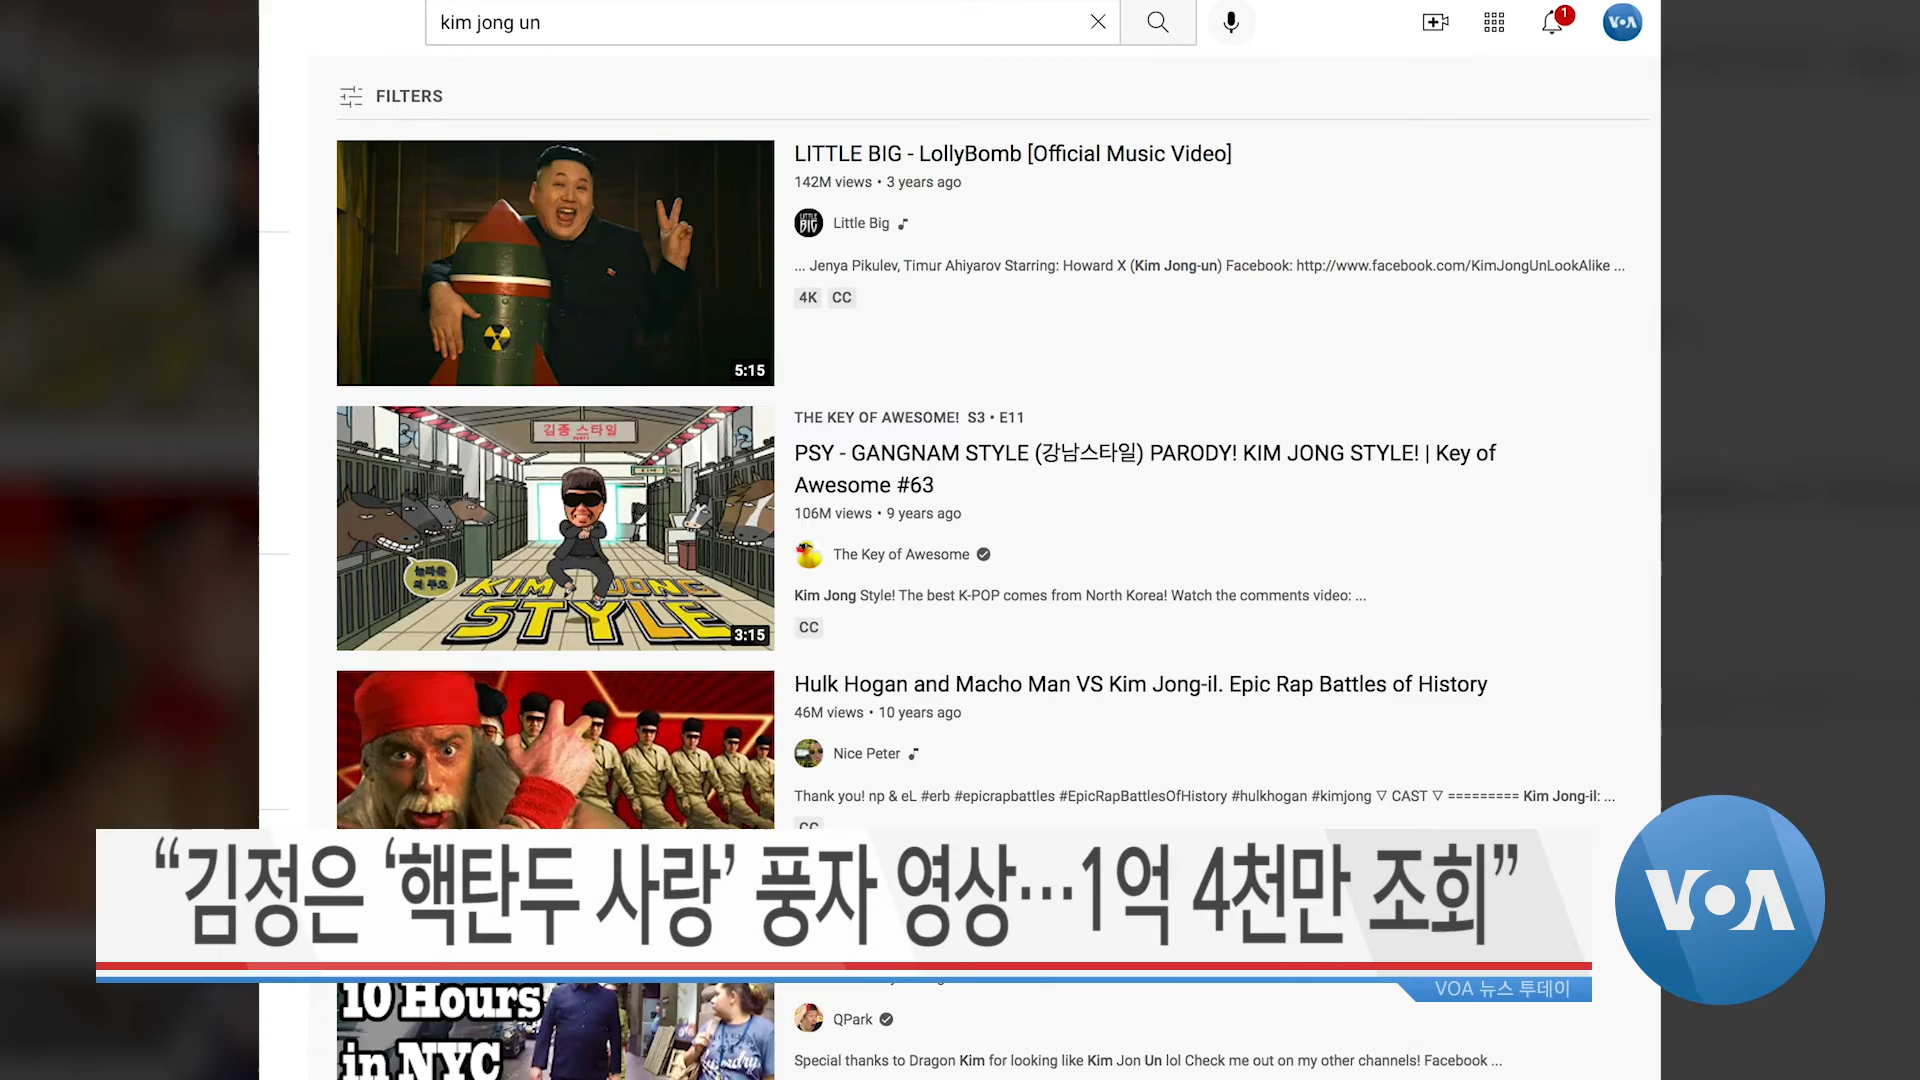 kim jong un
1
VOA
FILTERS
5:15
LITTLE BIG - LollyBomb [Official Music Video]
142M views • 3 years ago
LITTLE BIG
Little Big
... Jenya Pikulev, Timur Ahiyarov Starring: Howard X (Kim Jong-un) Facebook: http://www.facebook.com/KimJongUnLookAlike ...
4K CC
김종 스타일
KIM JONG
STYLE
3:15
THE KEY OF AWESOME! S3 • E11
PSY - GANGNAM STYLE (강남스타일) PARODY! KIM JONG STYLE! | Key of
Awesome #63
106M views • 9 years ago
The Key of Awesome
Kim Jong Style! The best K-POP comes from North Korea! Watch the comments video: ...
CC
Hulk Hogan and Macho Man VS Kim Jong-il. Epic Rap Battles of History
46M views • 10 years ago
Nice Peter
Thank you! np & eL #erb #epicrapbattles #EpicRapBattlesOfHistory #hulkhogan #kimjong ▽ CAST ▽ ========= Kim Jong-il: ...
CC
“김정은 ‘핵탄두 사랑’ 풍자 영상…1억 4천만 조회”
VOA
VOA 뉴스 투데이
10 Hours
in NYC
QPark
Special thanks to Dragon Kim for looking like Kim Jon Un lol Check me out on my other channels! Facebook ...